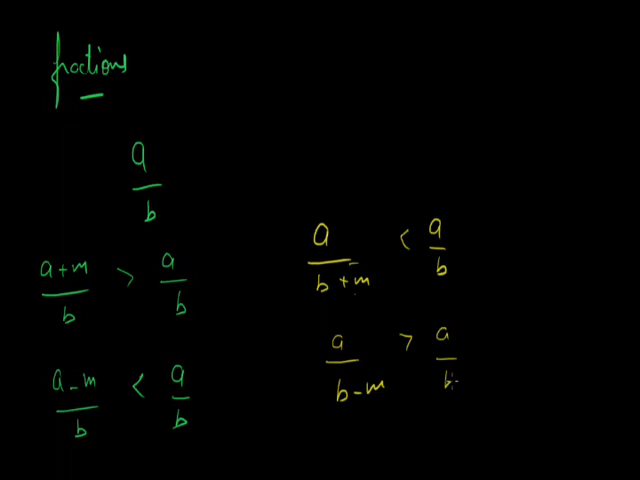 fractions
a
b
a+m > a
b b
a-m < a
b b
a < a
b+m b
a > a
b-m b